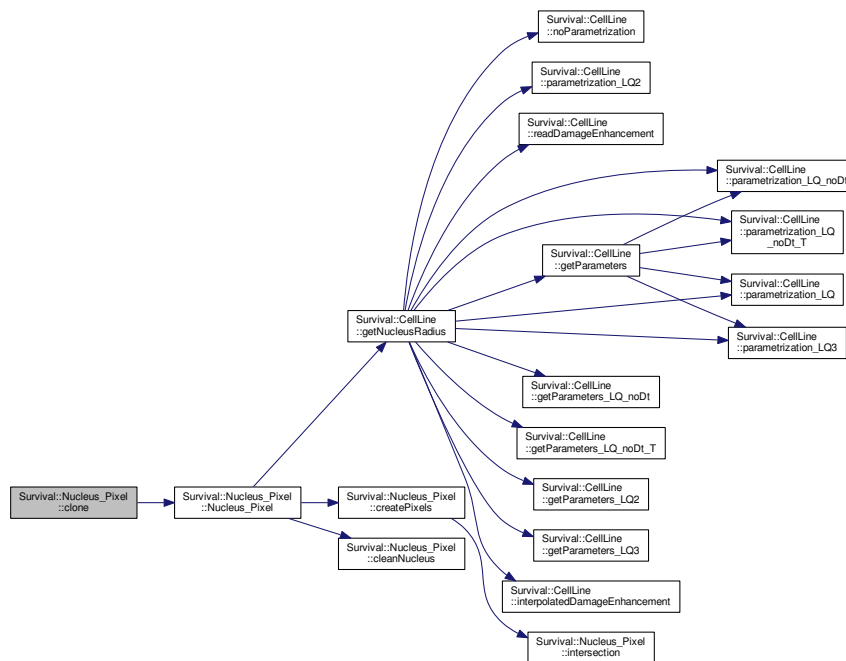 Survival::CellLine
::noParametrization
Survival::CellLine
::parametrization_LQ2
Survival::CellLine
::readDamageEnhancement
Survival::CellLine
::parametrization_LQ_noDt
Survival::CellLine
::parametrization_LQ
_noDt_T
Survival::CellLine
::getParameters
Survival::CellLine
::parametrization_LQ
Survival::CellLine
::getNucleusRadius
Survival::CellLine
::parametrization_LQ3
Survival::CellLine
::getParameters_LQ_noDt
Survival::CellLine
::getParameters_LQ_noDt_T
Survival::Nucleus_Pixel
::clone
Survival::Nucleus_Pixel
::Nucleus_Pixel
Survival::Nucleus_Pixel
::createPixels
Survival::CellLine
::getParameters_LQ2
Survival::Nucleus_Pixel
::cleanNucleus
Survival::CellLine
::getParameters_LQ3
Survival::CellLine
::interpolatedDamageEnhancement
Survival::Nucleus_Pixel
::intersection